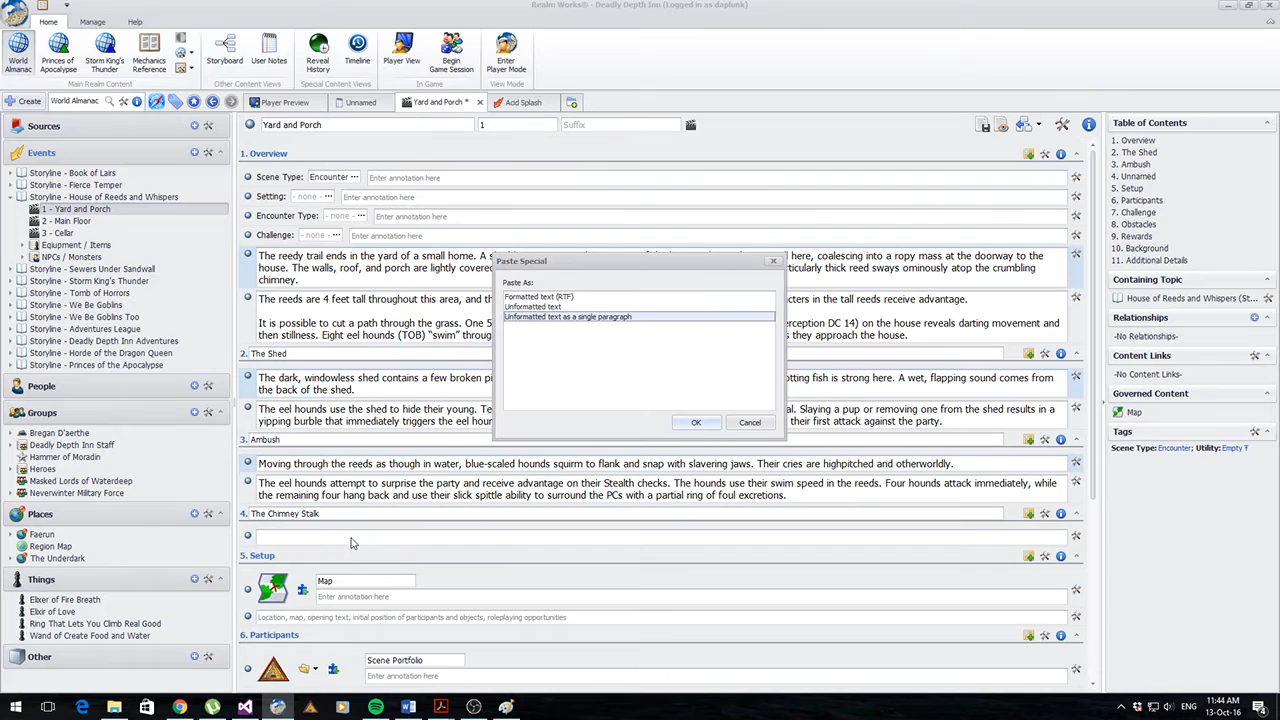 Realm Works® - Deadly Depth Inn (Logged in as daplunk)
Home
Manage
Help
World Almanac
Princes of Apocalypse
Storm King's Thunder
Mechanics Reference
Storyboard
User Notes
Reveal History
Timeline
Player View
Begin Game Session
Enter Player Mode
Main Realm Content
Other Content Views
Special Content Views
In Game
View Mode
Create
World Almanac
Player Preview
Unnamed
Yard and Porch *
Acid Splash
Sources
Events
Storyline - Book of Lairs
Storyline - Fierce Temper
Storyline - House of Reeds and Whispers
1 - Yard and Porch
2 - Main Floor
3 - Cellar
Eqiupment / Items
NPCs / Monsters
Storyline - Sewers Under Sandwall
Storyline - Storm King's Thunder
Storyline - Tomb of Horrors
Storyline - We Be Goblins
Storyline - We Be Goblins Too
Storyline - Adventures League
Storyline - Deadly Depth Inn Adventures
Storyline - Horde of the Dragon Queen
Storyline - Princes of the Apocalypse
People
Groups
Bregan D'aerthe
Deadly Depth Inn Staff
Hammer of Moradin
Heroes
Masked Lords of Waterdeep
Neverwinter Military Force
Places
Faerun
Region Map
The Underdark
Things
Elixer of Fire Breath
Elixir of Love
Ring That Lets You Climb Real Good
Wand of Create Food and Water
Other
Yard and Porch
1
Suffix
1. Overview
Scene Type: Encounter ···
Enter annotation here
Setting: - none - ···
Enter annotation here
Encounter Type: - none - ···
Enter annotation here
Challenge: - none - ···
Enter annotation here
The reedy trail ends in the yard of a small home. A s
here, coalescing into a ropy mass at the doorway to the
house. The walls, roof, and porch are lightly covere
rticularly thick reed sways ominously atop the crumbling
chimney.
The reeds are 4 feet tall throughout this area, and th
cters in the tall reeds receive advantage.
It is possible to cut a path through the grass. One 5
erception DC 14) on the house reveals darting movement and
then stillness. Eight eel hounds (TOB) "swim" throug
s they approach the house.
2. The Shed
The dark, windowless shed contains a few broken pi
otting fish is strong here. A wet, flapping sound comes from
the back of the shed.
The eel hounds use the shed to hide their young. Te
al. Slaying a pup or removing one from the shed results in a
yipping burble that immediately triggers the eel hour
their first attack against the party.
3. Ambush
Moving through the reeds as though in water, blue-scaled hounds squirm to flank and snap with slavering jaws. Their cries are highpitched and otherworldly.
The eel hounds attempt to surprise the party and receive advantage on their Stealth checks. The hounds use their swim speed in the reeds. Four hounds attack immediately, while
the remaining four hang back and use their slick spittle ability to surround the PCs with a partial ring of foul excretions.
4. The Chimney Stalk
5. Setup
Map
Enter annotation here
Location, map, opening text, initial position of participants and objects, roleplaying opportunities
6. Participants
Scene Portfolio
Enter annotation here
Paste Special
Paste As:
Formatted text (RTF)
Unformatted text
Unformatted text as a single paragraph
OK
Cancel
Table of Contents
1. Overview
2. The Shed
3. Ambush
4. Unnamed
5. Setup
6. Participants
7. Challenge
8. Obstacles
9. Rewards
10. Background
11. Additional Details
Containing Topic
House of Reeds and Whispers (St...
Relationships
-No Relationships-
Content Links
-No Content Links-
Governed Content
Map
Tags
Scene Type: Encounter; Utility: Empty
ENG
11:44 AM
13-Oct-16